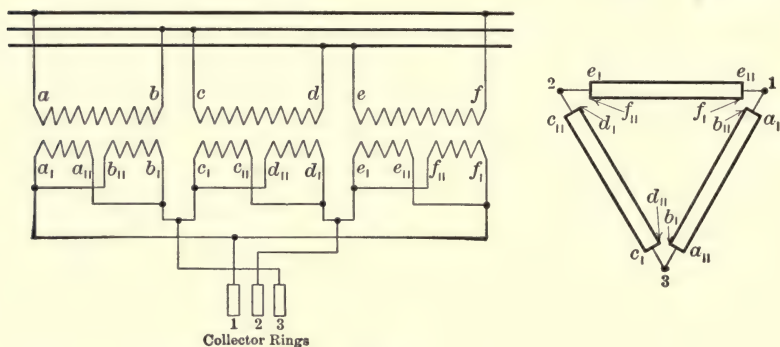 a b c d e f
a₁ a₁₁ b₁₁ b₁ c₁ c₁₁ d₁₁ d₁ e₁ e₁₁ f₁₁ f₁
1 2 3
Collector Rings
2 e₁ e₁₁ 1
f₁₁ f₁
c₁₁ d₁ b₁₁ a₁
d₁₁ b₁
c₁ a₁₁
3